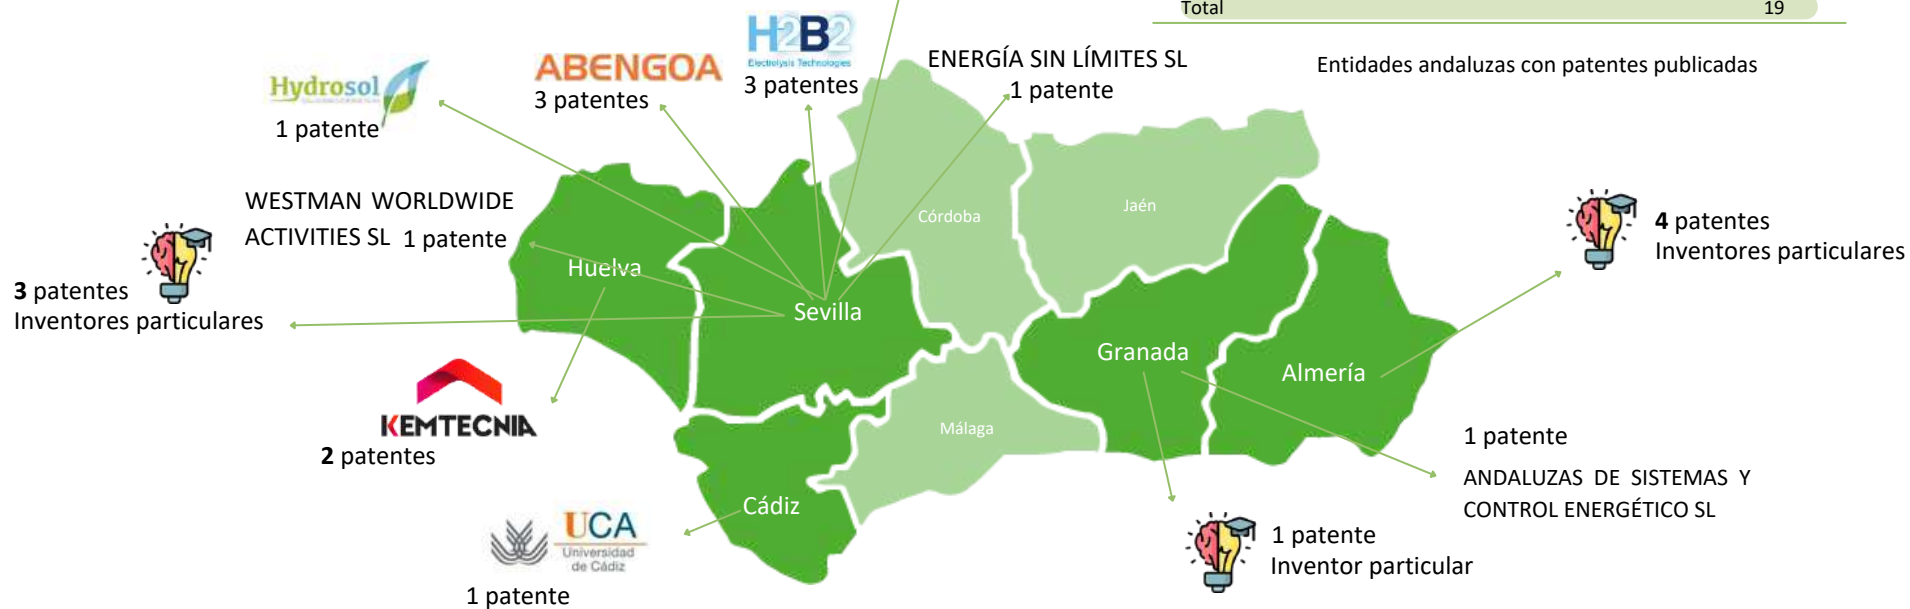 Total 19
Entidades andaluzas con patentes publicadas
H2B2
Electrolysis Technologies
3 patentes
ABENGOA
3 patentes
Hydrosol
1 patente
ENERGÍA SIN LÍMITES SL
1 patente
WESTMAN WORLDWIDE
ACTIVITIES SL 1 patente
3 patentes
Inventores particulares
4 patentes
Inventores particulares
Córdoba
Jaén
Huelva
Sevilla
Granada
Almería
Málaga
Cádiz
KEMTECNIA
2 patentes
UCA
Universidad
de Cádiz
1 patente
1 patente
ANDALUZAS DE SISTEMAS Y
CONTROL ENERGÉTICO SL
1 patente
Inventor particular